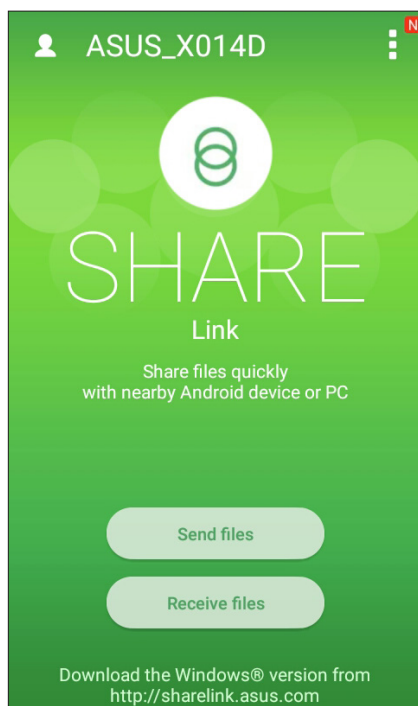 ASUS_X014D
N
SHARE
Link
Share files quickly
with nearby Android device or PC
Send files
Receive files
Download the Windows® version from
http://sharelink.asus.com